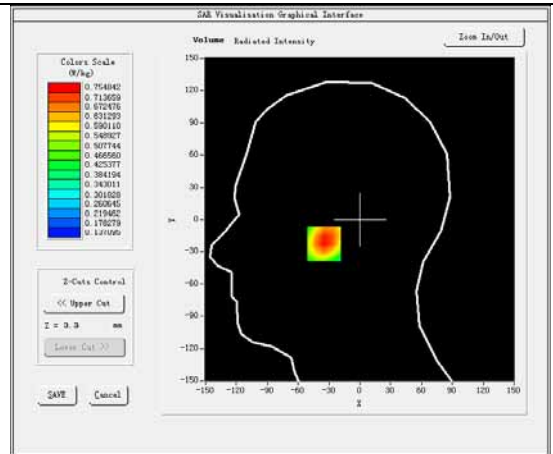 SAR Visualisation Graphical Interface
Volume Radiated Intensity
Zoom In/Out
Colors Scale
(W/kg)
0.754842
0.713659
0.672476
0.631293
0.590110
0.548927
0.507744
0.466560
0.425377
0.384194
0.343011
0.301828
0.260645
0.219462
0.178279
0.137095
Z-Cuts Control
<< Upper Cut
Z = 3.3 mm
Lower Cut >>
SAVE Cancel
150
120
90
60
30
0
-30
-60
-90
-120
-150
Y
-150 -120 -90 -60 -30 0 30 60 90 120 150
X